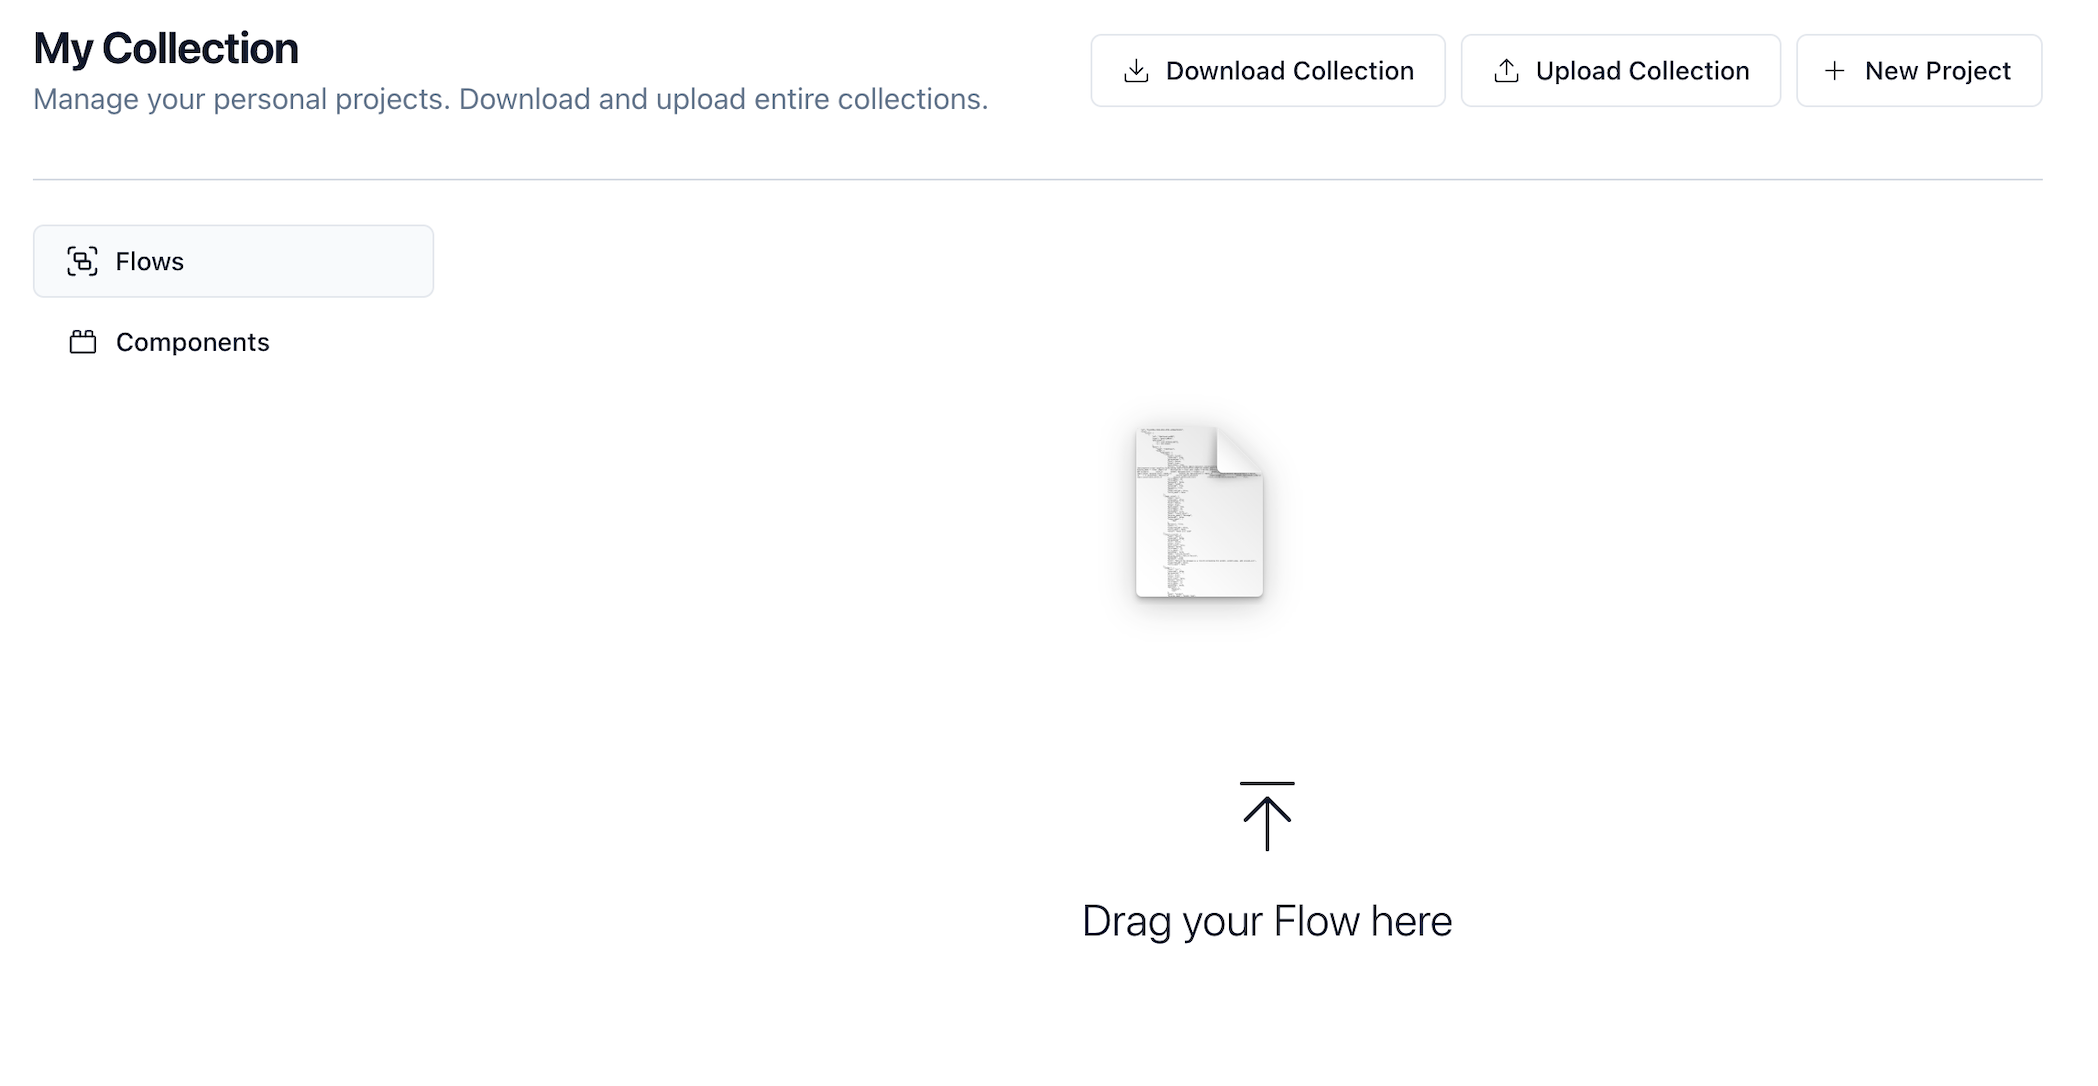 My Collection
Manage your personal projects. Download and upload entire collections.
Download Collection
Upload Collection
New Project
Flows
Components
Drag your Flow here